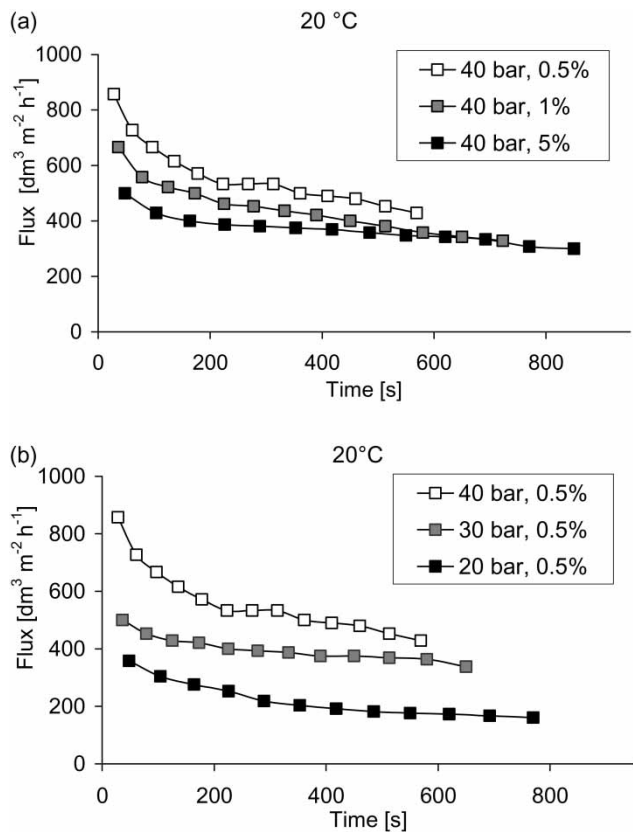 (a)
20 °C
1000
800
600
400
200
0
Flux [dm³ m⁻² h⁻¹]
40 bar, 0.5%
40 bar, 1%
40 bar, 5%
0 200 400 600 800
Time [s]
(b)
20°C
1000
800
600
400
200
0
Flux [dm³ m⁻² h⁻¹]
40 bar, 0.5%
30 bar, 0.5%
20 bar, 0.5%
0 200 400 600 800
Time [s]